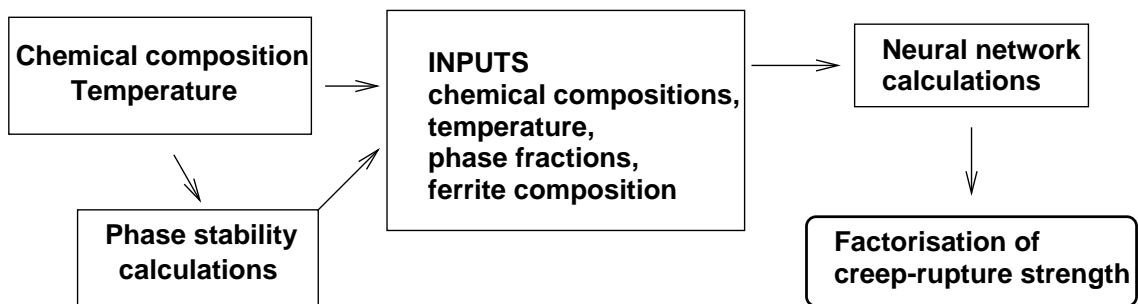 Chemical composition
Temperature
Phase stability
calculations
INPUTS
chemical compositions,
temperature,
phase fractions,
ferrite composition
Neural network
calculations
Factorisation of
creep-rupture strength